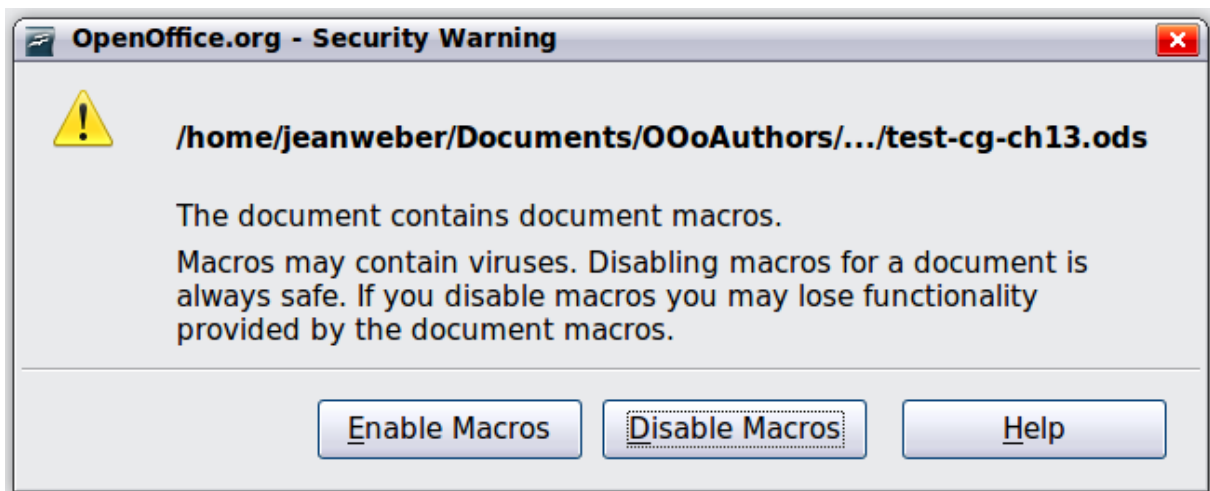 OpenOffice.org - Security Warning
/home/jeanweber/Documents/OOoAuthors/.../test-cg-ch13.ods
The document contains document macros.
Macros may contain viruses. Disabling macros for a document is
always safe. If you disable macros you may lose functionality
provided by the document macros.
Enable Macros Disable Macros Help